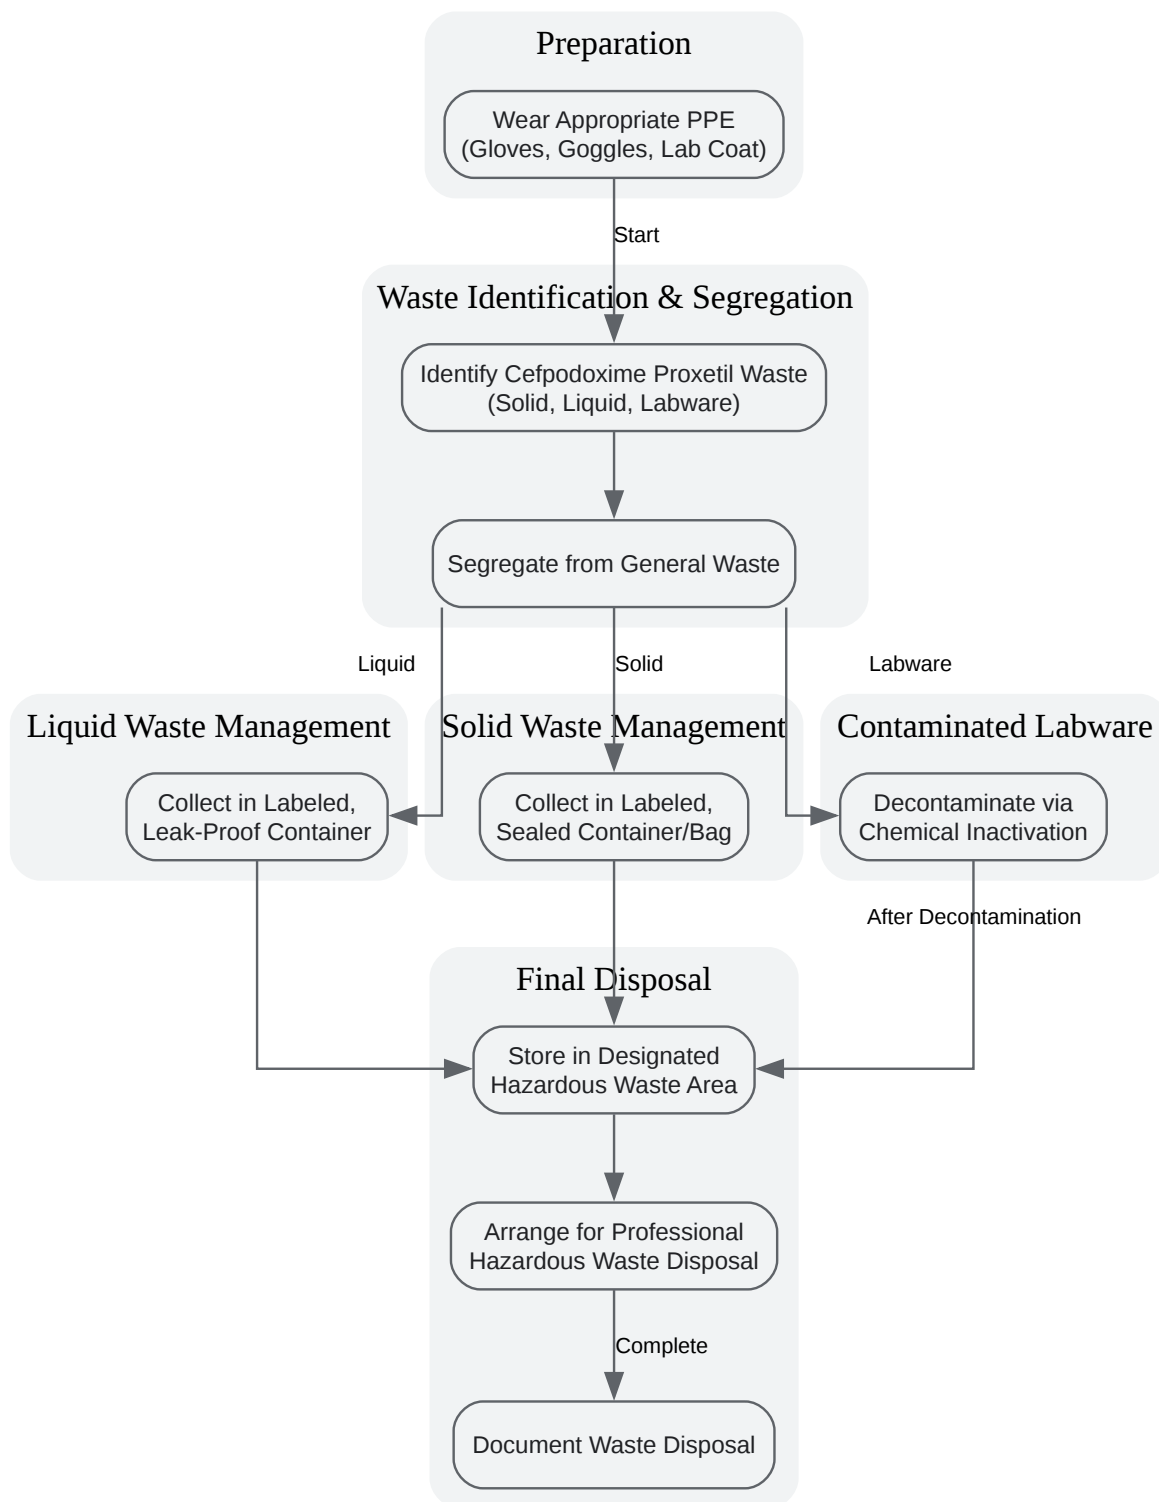 Preparation
Wear Appropriate PPE
(Gloves, Goggles, Lab Coat)
Start
Waste Identification & Segregation
Identify Cefpodoxime Proxetil Waste
(Solid, Liquid, Labware)
Segregate from General Waste
Liquid
Solid
Labware
Liquid Waste Management
Collect in Labeled,
Leak-Proof Container
Solid Waste Management
Collect in Labeled,
Sealed Container/Bag
Contaminated Labware
Decontaminate via
Chemical Inactivation
After Decontamination
Final Disposal
Store in Designated
Hazardous Waste Area
Arrange for Professional
Hazardous Waste Disposal
Complete
Document Waste Disposal